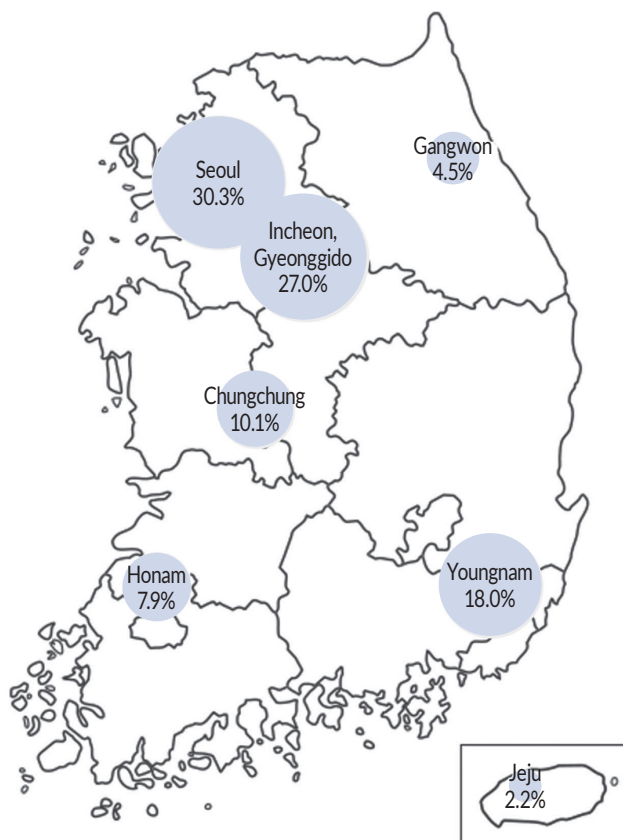 Gangwon
4.5%
Seoul
30.3%
Incheon,
Gyeonggido
27.0%
Chungchung
10.1%
Honam
7.9%
Youngnam
18.0%
Jeju
2.2%